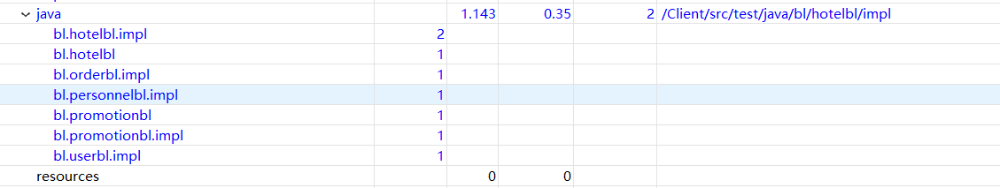 java 1.143 0.35 2 /Client/src/test/java/bl/hotelbl/impl
bl.hotelbl.impl 2
bl.hotelbl 1
bl.orderbl.impl 1
bl.personnelbl.impl 1
bl.promotionbl 1
bl.promotionbl.impl 1
bl.userbl.impl 1
resources 0 0